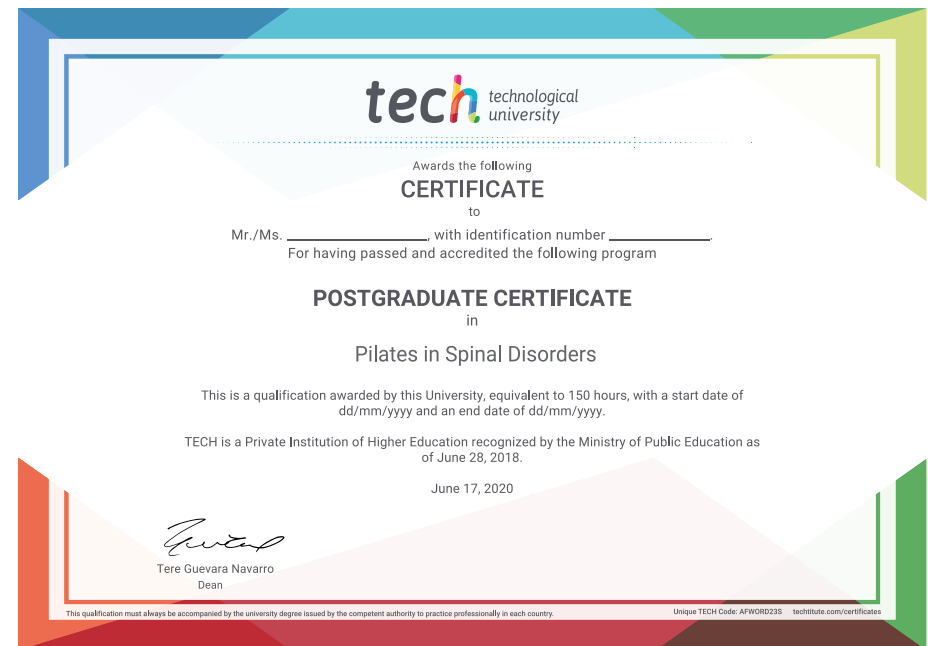 tech technological
university
Awards the following
CERTIFICATE
to
Mr./Ms. ____________________, with identification number ______________.
For having passed and accredited the following program
POSTGRADUATE CERTIFICATE
in
Pilates in Spinal Disorders
This is a qualification awarded by this University, equivalent to 150 hours, with a start date of
dd/mm/yyyy and an end date of dd/mm/yyyy.
TECH is a Private Institution of Higher Education recognized by the Ministry of Public Education as
of June 28, 2018.
June 17, 2020
Tere Guevara Navarro
Dean
This qualification must always be accompanied by the university degree issued by the competent authority to practice professionally in each country.
Unique TECH Code: AFWORD23S techtitute.com/certificates